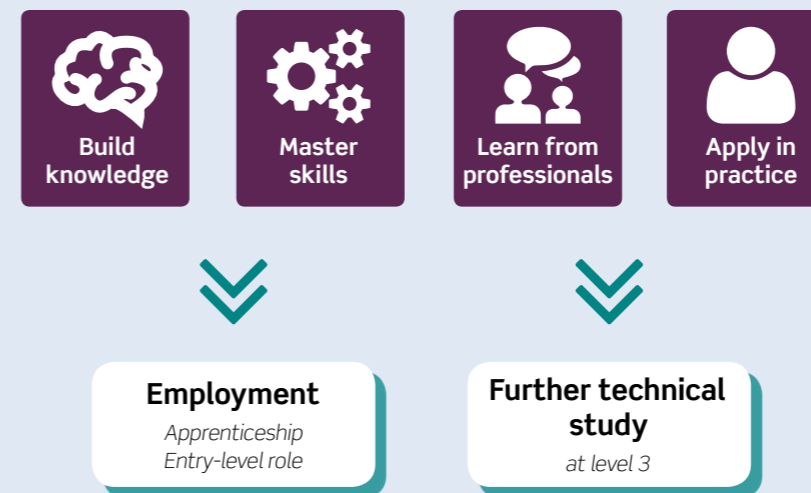 Build
knowledge
Master
skills
Learn from
professionals
Apply in
practice
Employment
Apprenticeship
Entry-level role
Further technical
study
at level 3